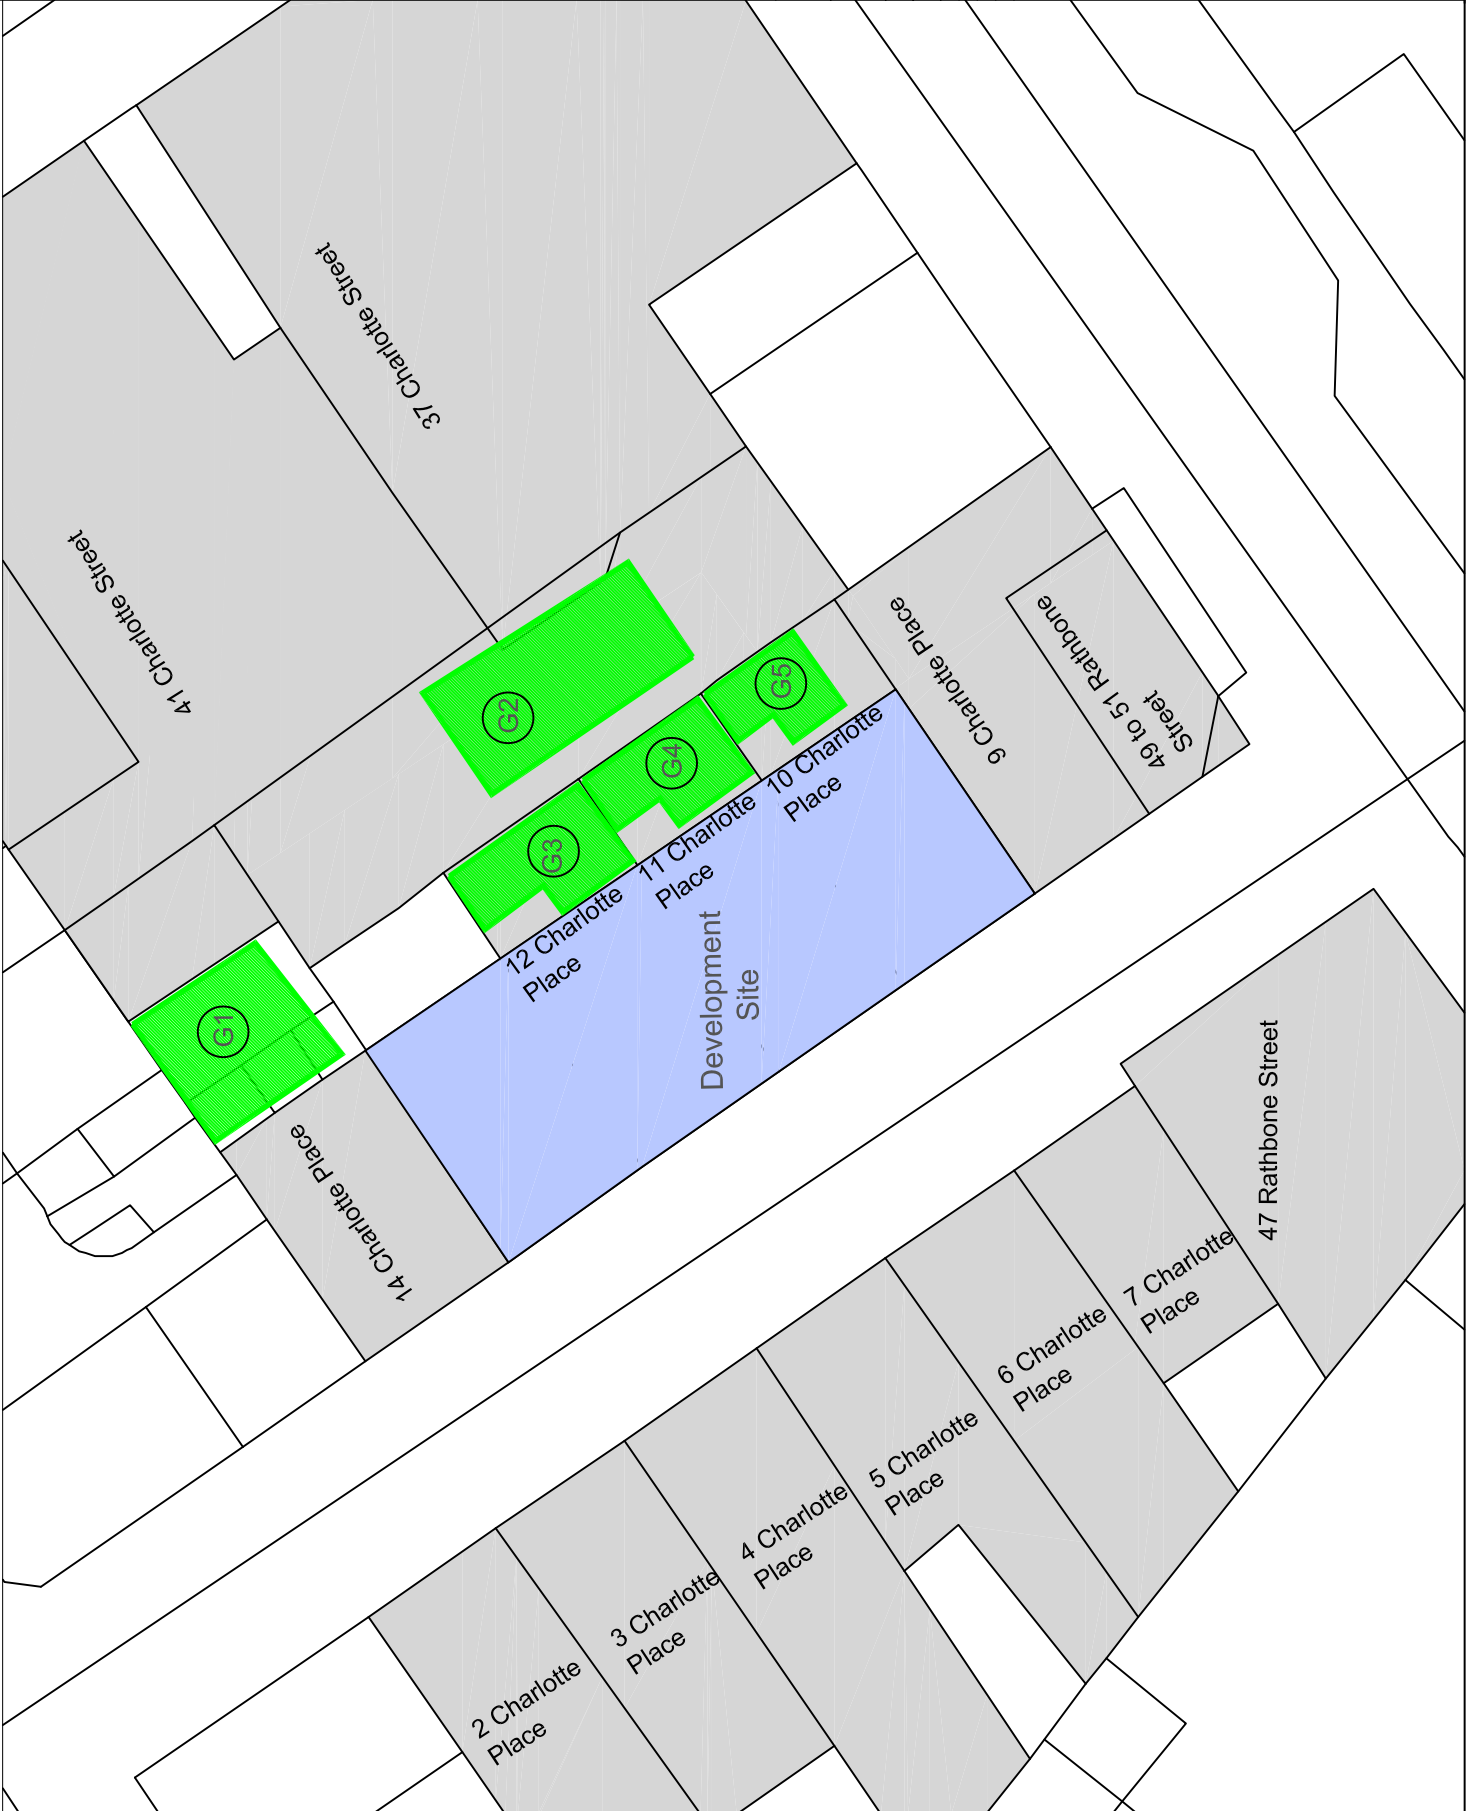 37 Charlotte Street
41 Charlotte Street
G2
G5
G4
G3
G1
9 Charlotte Place
49 to 51 Rathbone
Street
10 Charlotte
Place
11 Charlotte
Place
12 Charlotte
Place
Development
Site
14 Charlotte Place
47 Rathbone Street
7 Charlotte
Place
6 Charlotte
Place
5 Charlotte
Place
4 Charlotte
Place
3 Charlotte
Place
2 Charlotte
Place